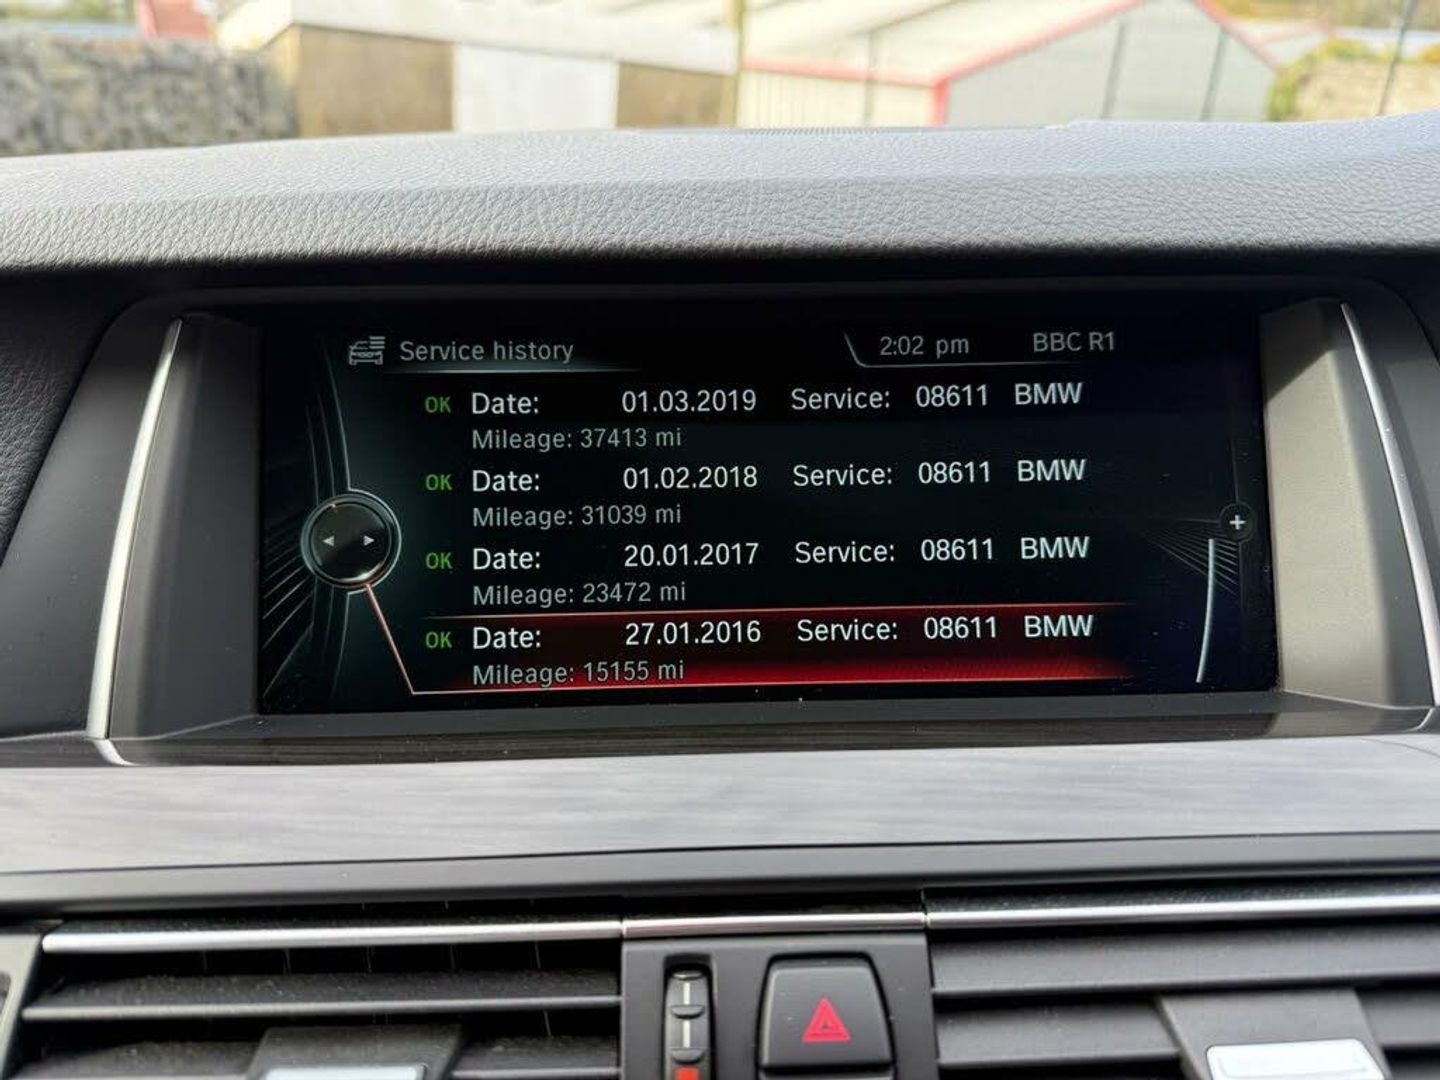 Service history 2:02 pm BBC R1
OK Date: 01.03.2019 Service: 08611 BMW
Mileage: 37413 mi
OK Date: 01.02.2018 Service: 08611 BMW
Mileage: 31039 mi
OK Date: 20.01.2017 Service: 08611 BMW
Mileage: 23472 mi
OK Date: 27.01.2016 Service: 08611 BMW
Mileage: 15155 mi